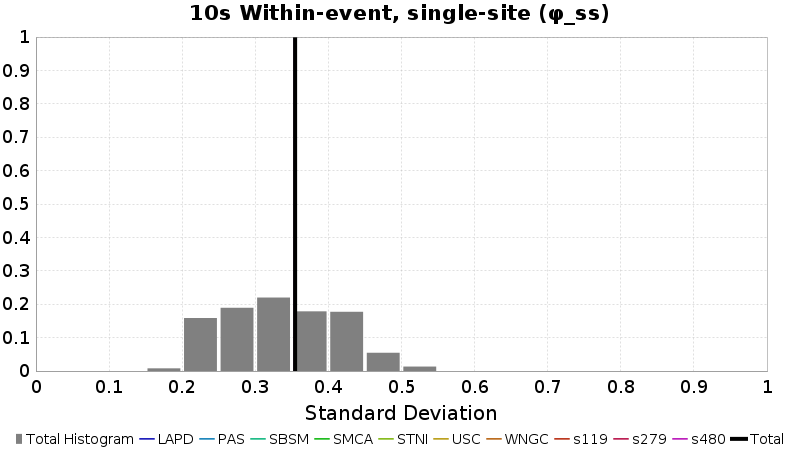 10s Within-event, single-site (φ_ss)
1
0.9
0.8
0.7
0.6
0.5
0.4
0.3
0.2
0.1
0
0 0.1 0.2 0.3 0.4 0.5 0.6 0.7 0.8 0.9 1
Standard Deviation
Total Histogram LAPD PAS SBSM SMCA STNI USC WNGC s119 s279 s480 Total